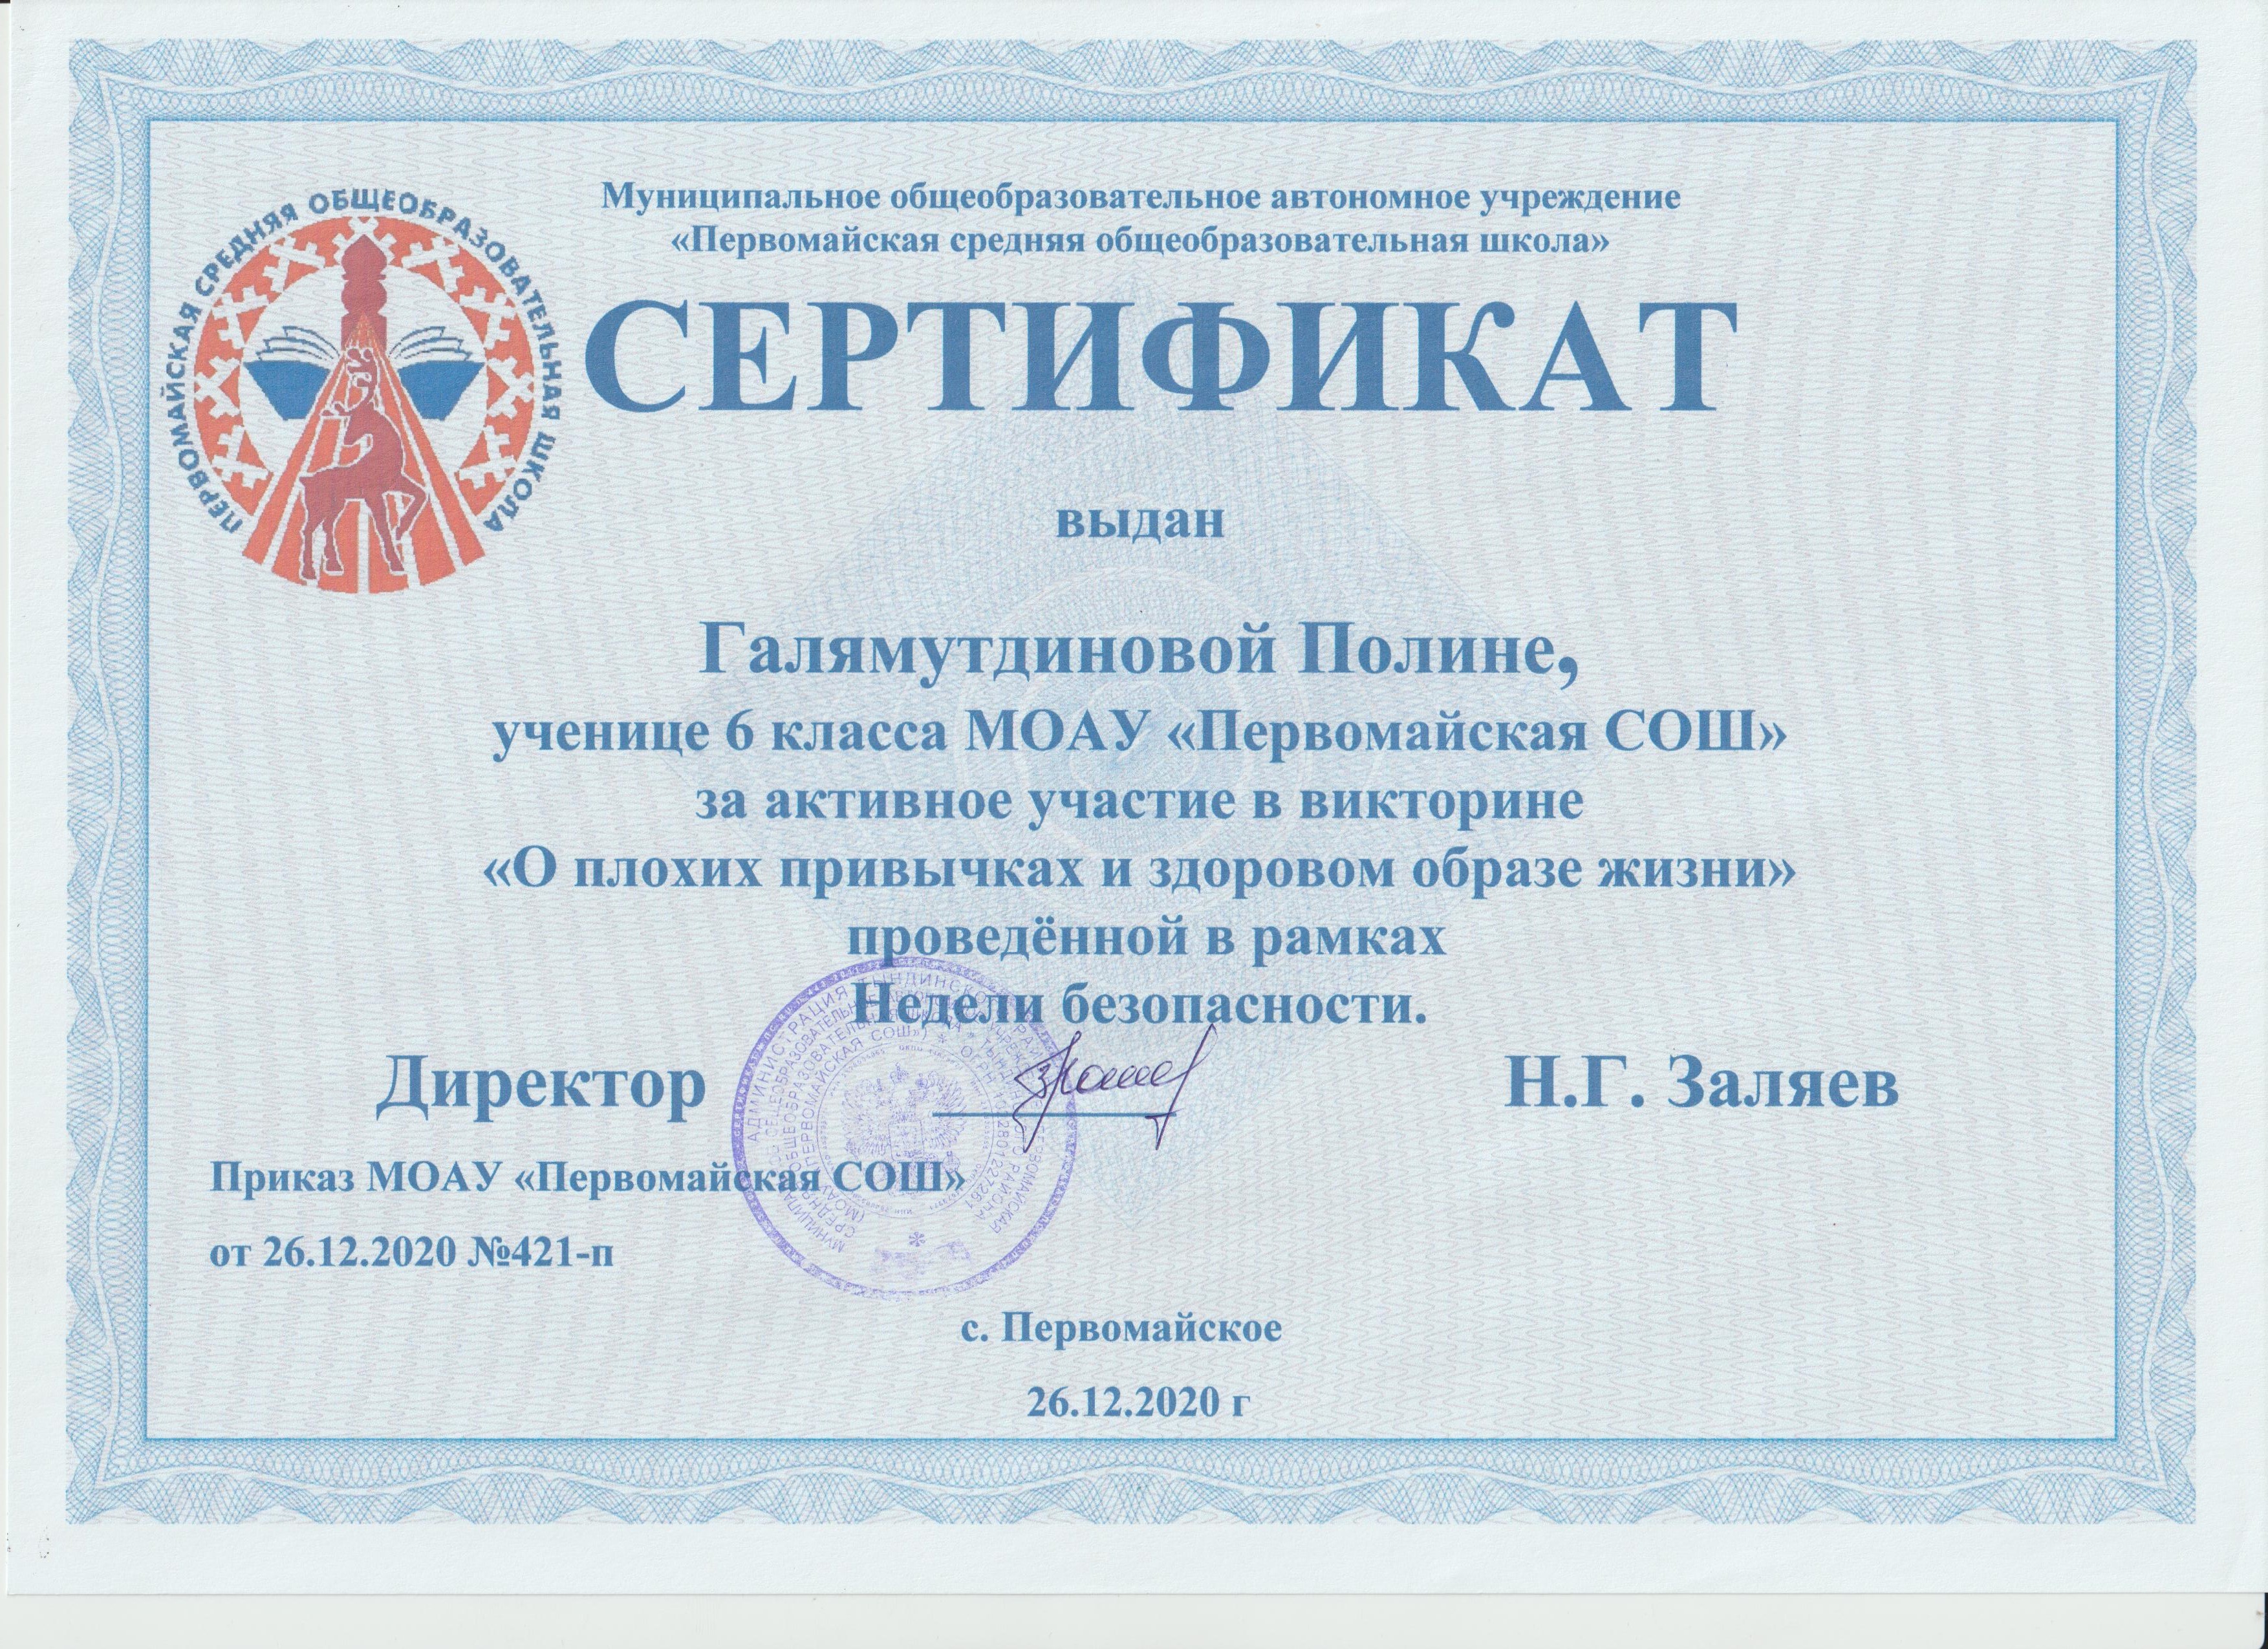 Муниципальное общеобразовательное автономное учреждение
«Первомайская средняя общеобразовательная школа»
ПЕРВОМАЙСКАЯ СРЕДНЯЯ ОБЩЕОБРАЗОВАТЕЛЬНАЯ ШКОЛА
СЕРТИФИКАТ
выдан
Галямутдиновой Полине,
ученице 6 класса МОАУ «Первомайская СОШ»
за активное участие в викторине
«О плохих привычках и здоровом образе жизни»
проведённой в рамках
Недели безопасности.
Директор Н.Г. Заляев
Приказ МОАУ «Первомайская СОШ»
от 26.12.2020 №421-п
с. Первомайское
26.12.2020 г